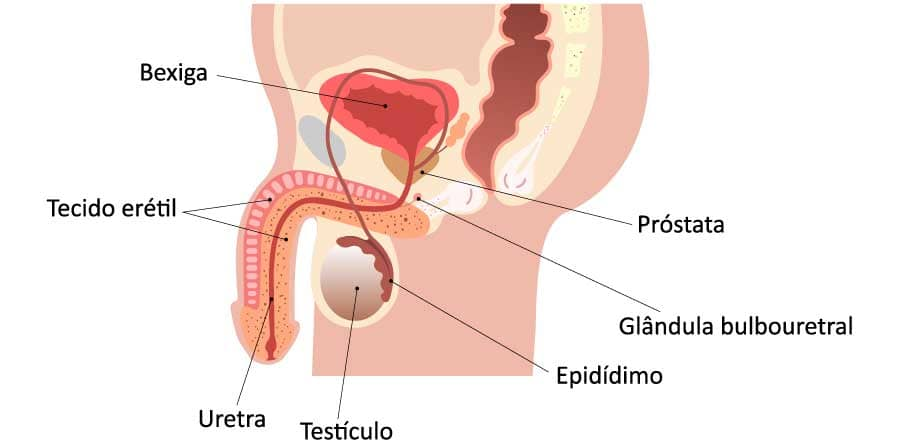 Bexiga
Tecido erétil
Próstata
Glândula bulbouretral
Epidídimo
Uretra
Testículo